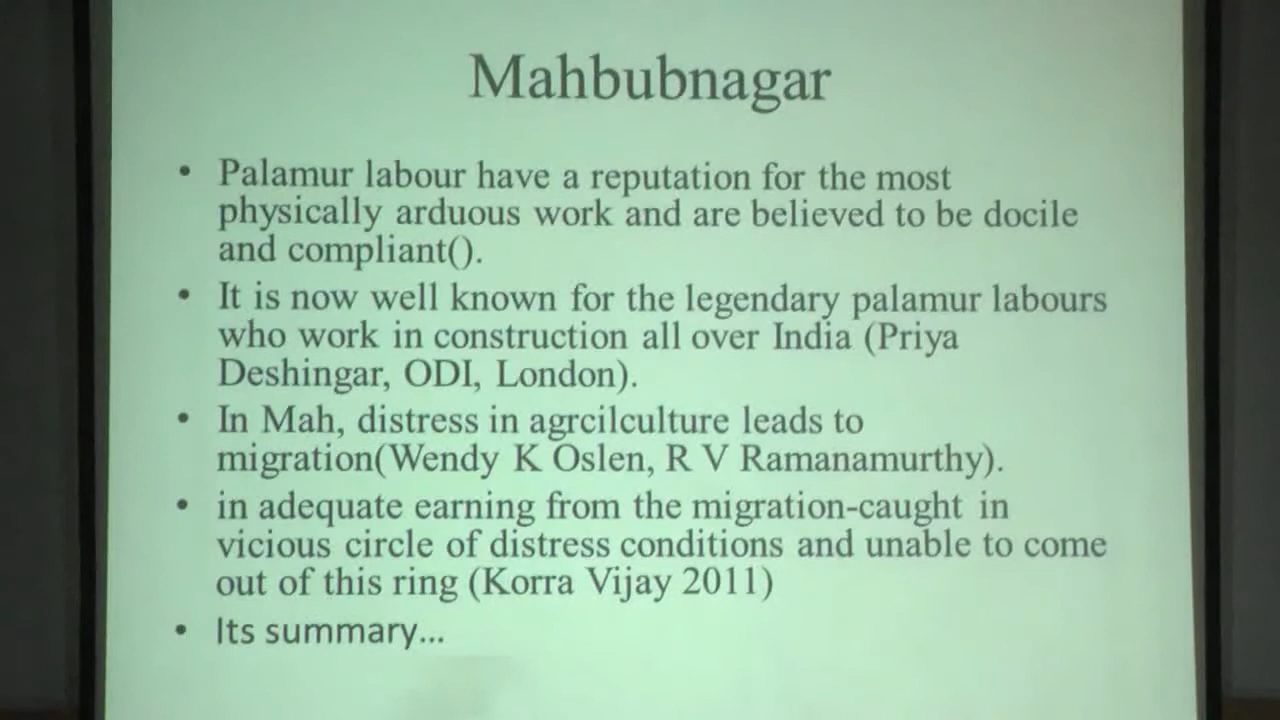 Mahbubnagar
• Palamur labour have a reputation for the most
physically arduous work and are believed to be docile
and compliant().
• It is now well known for the legendary palamur labours
who work in construction all over India (Priya
Deshingar, ODI, London).
• In Mah, distress in agrcilculture leads to
migration(Wendy K Oslen, R V Ramanamurthy).
• in adequate earning from the migration-caught in
vicious circle of distress conditions and unable to come
out of this ring (Korra Vijay 2011)
• Its summary...